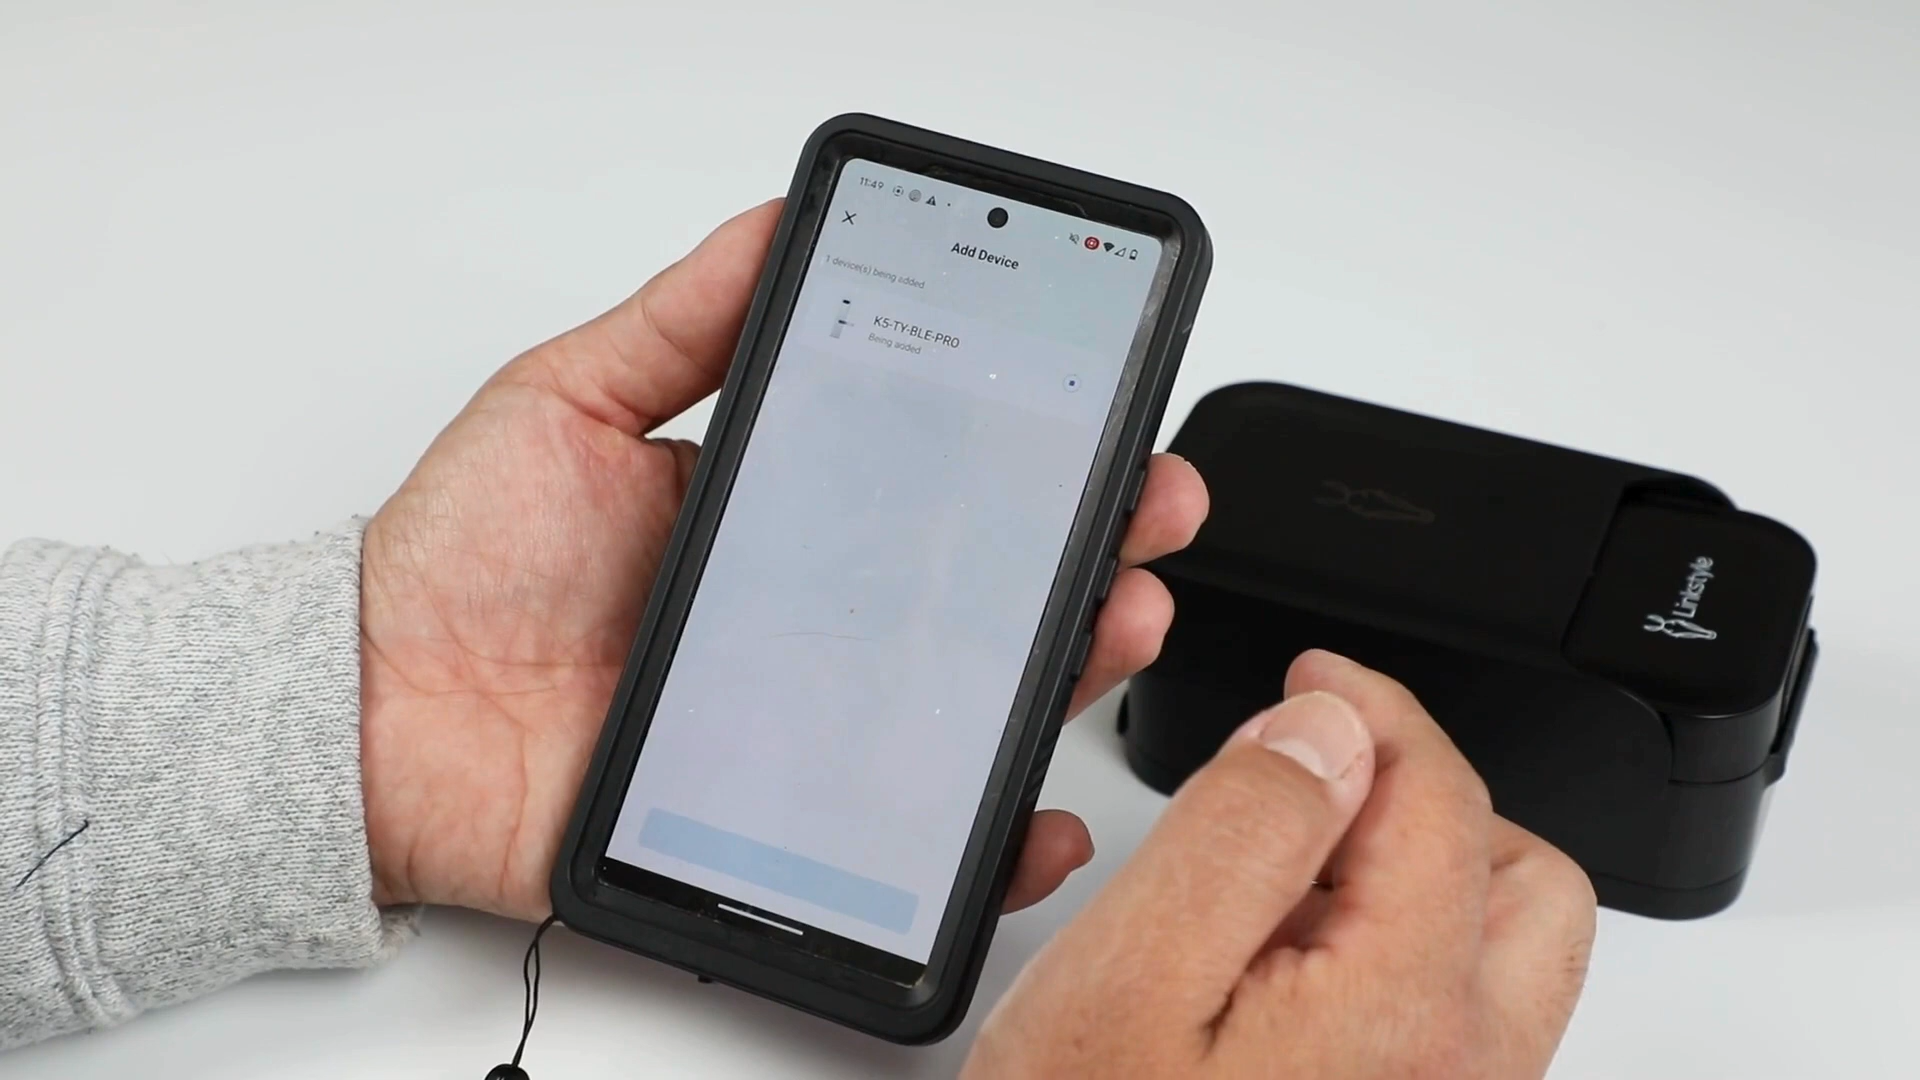 11:49
Add Device
1 device(s) being added
K5-TY-BLE-PRO
Being added
Linkstyle